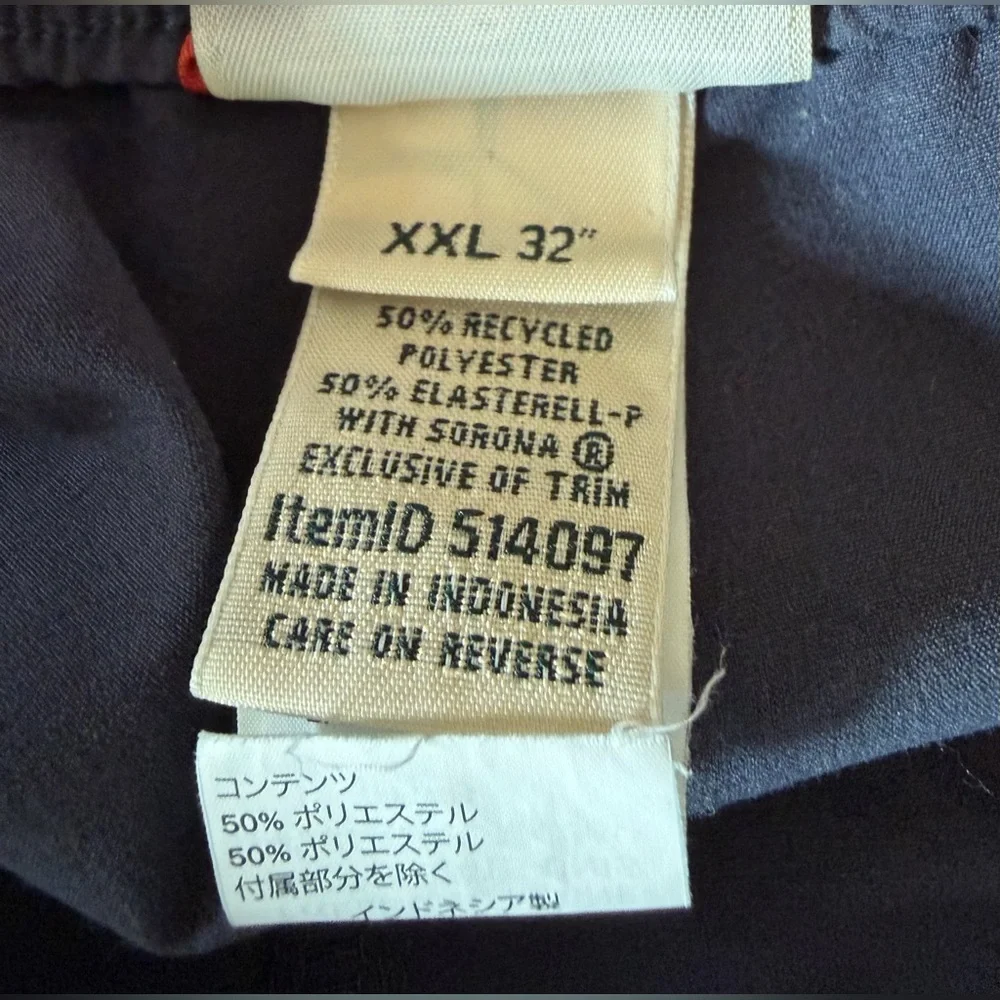 XXL 32"
50% RECYCLED
POLYESTER
50% ELASTERELL-P
WITH SORONA ®
EXCLUSIVE OF TRIM
ItemID 514097
MADE IN INDONESIA
CARE ON REVERSE
コンテンツ
50% ポリエステル
50% ポリエステル
付属部分を除く
インドネシア製